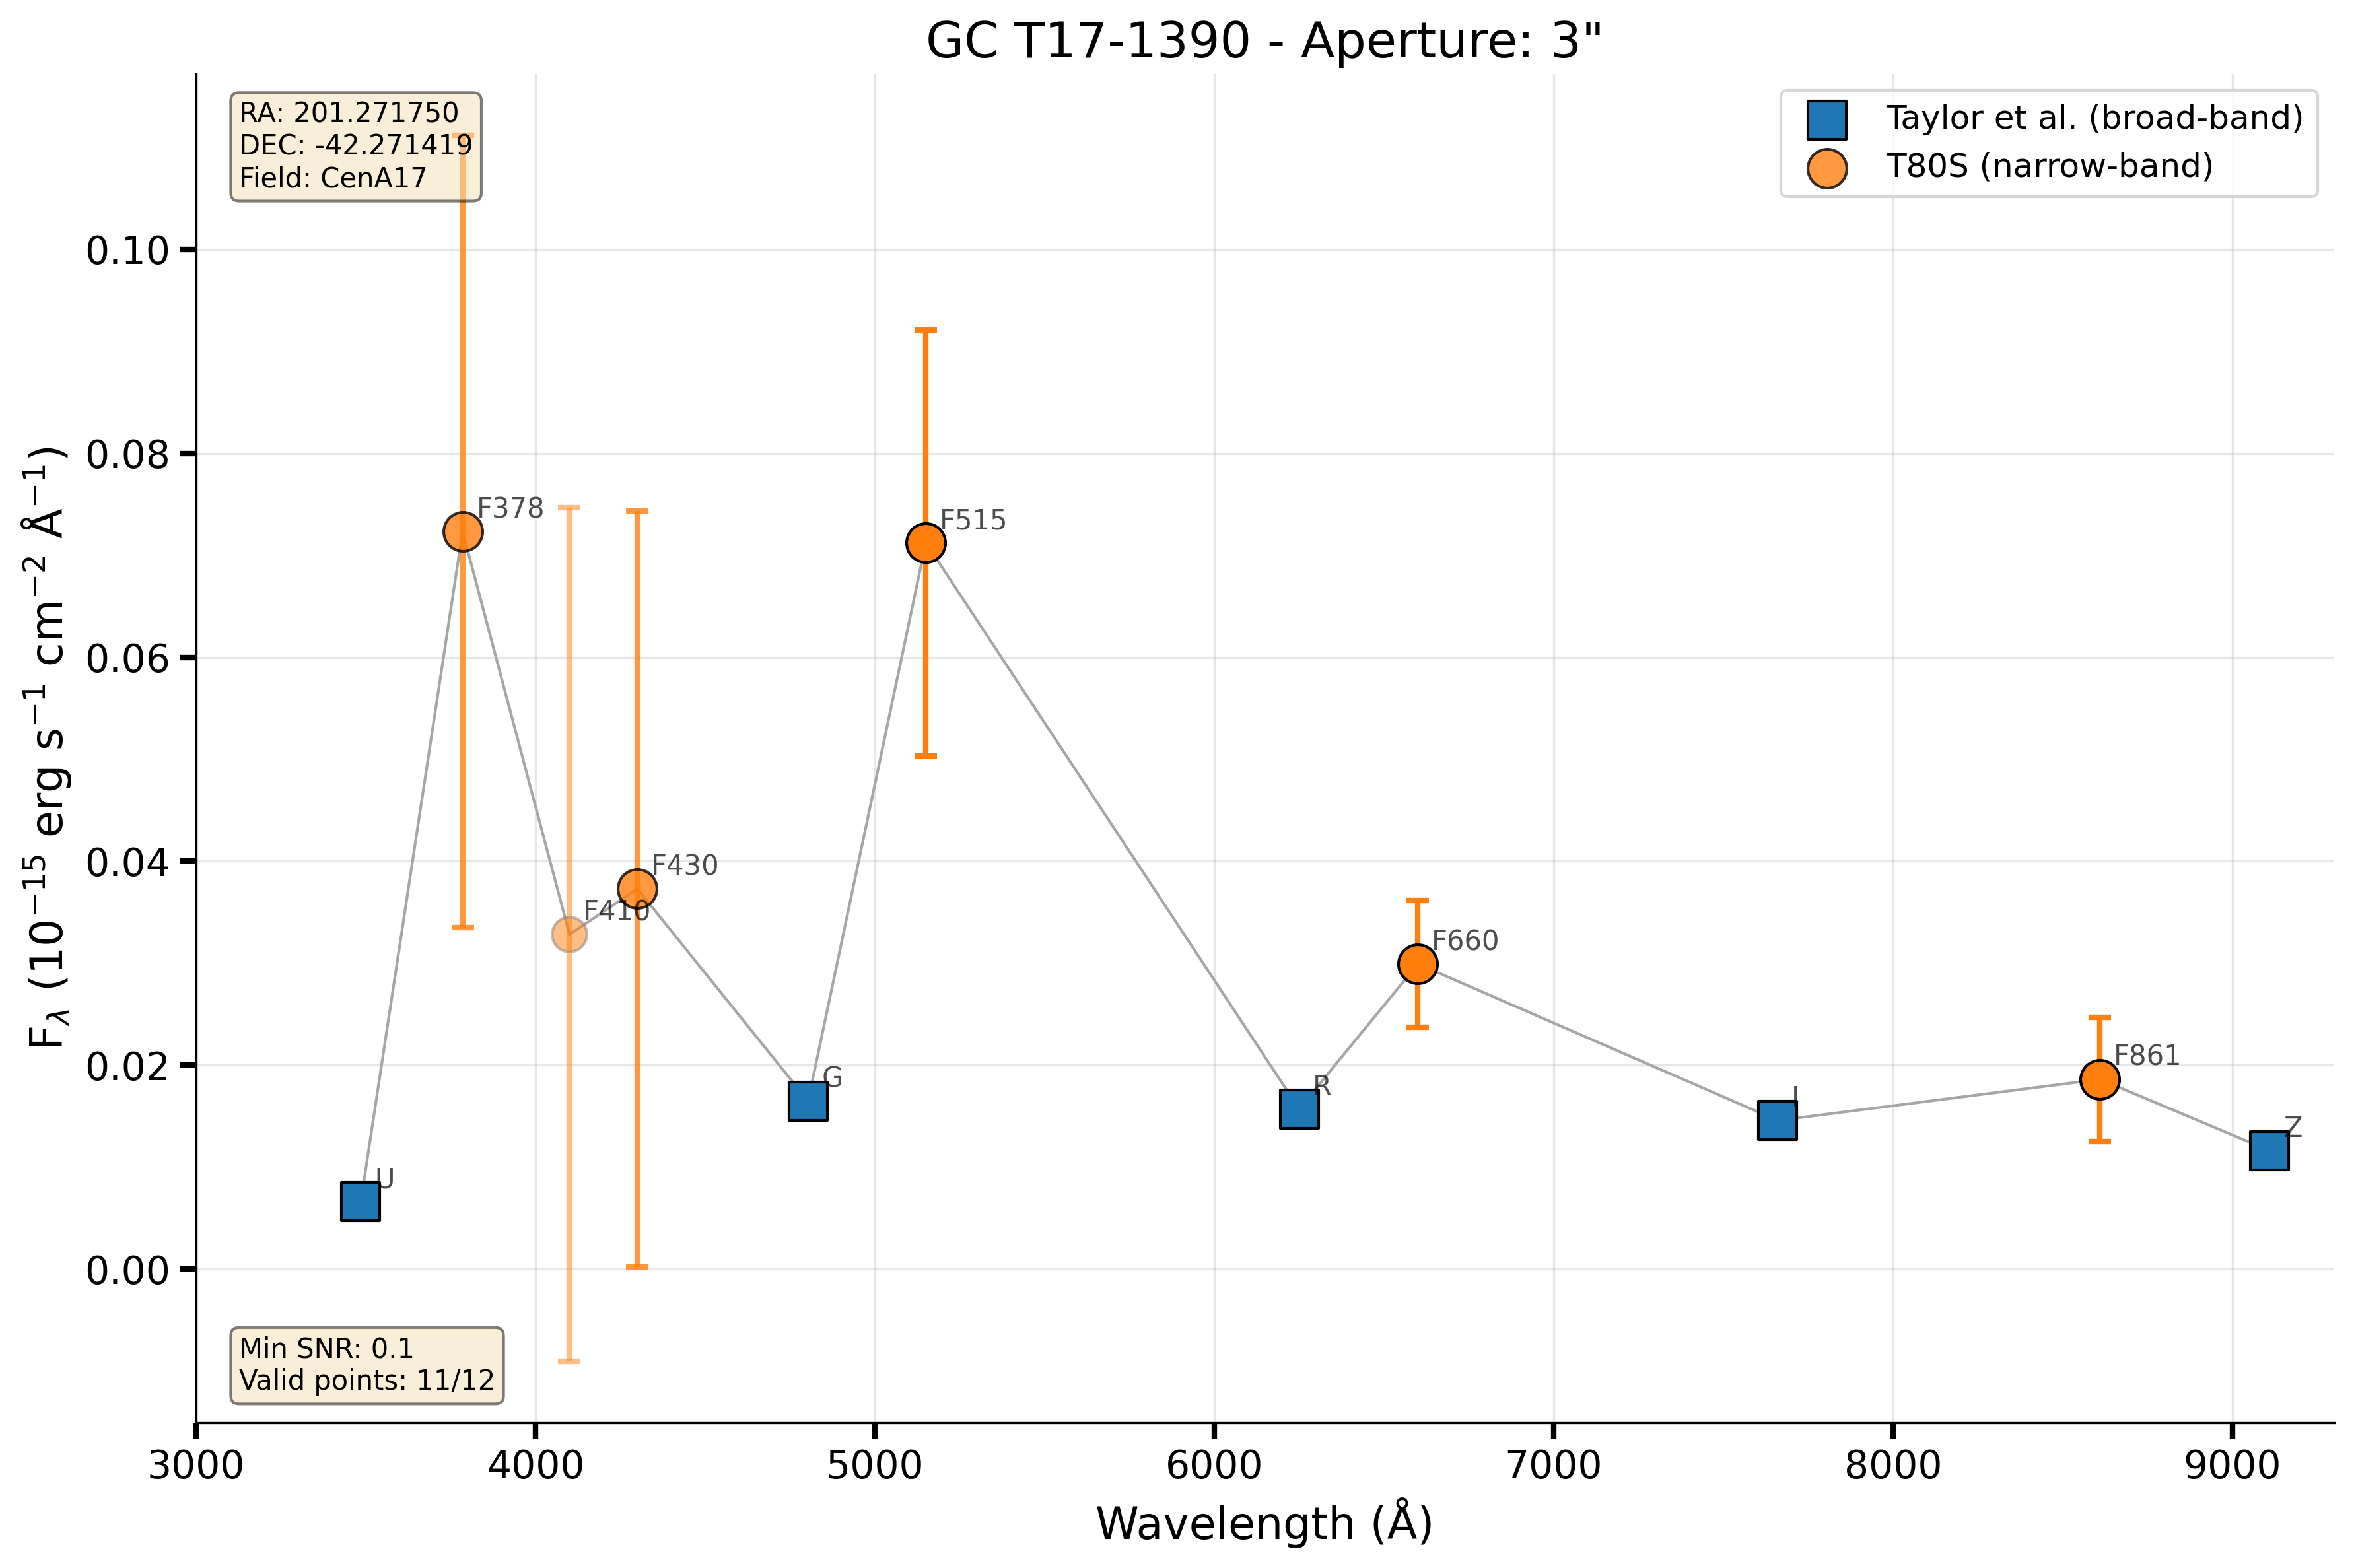 GC T17-1390 - Aperture: 3"
RA: 201.271750
DEC: -42.271419
Field: CenA17
Taylor et al. (broad-band)
T80S (narrow-band)
0.10
0.08
0.06
0.04
0.02
0.00
F_λ (10⁻¹⁵ erg s⁻¹ cm⁻² Å⁻¹)
F378
F515
F430
F410
F660
F861
G
R
I
Z
U
Min SNR: 0.1
Valid points: 11/12
3000 4000 5000 6000 7000 8000 9000
Wavelength (Å)